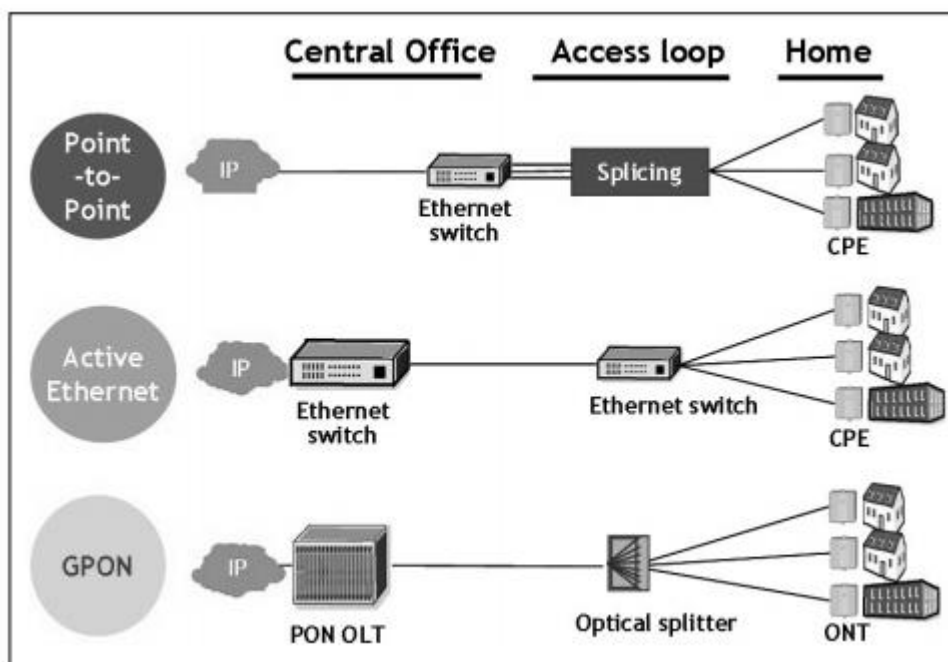 Central Office
Access loop
Home
Point
-to-
Point
IP
Ethernet
switch
Splicing
CPE
Active
Ethernet
IP
Ethernet
switch
Ethernet switch
CPE
GPON
IP
PON OLT
Optical splitter
ONT